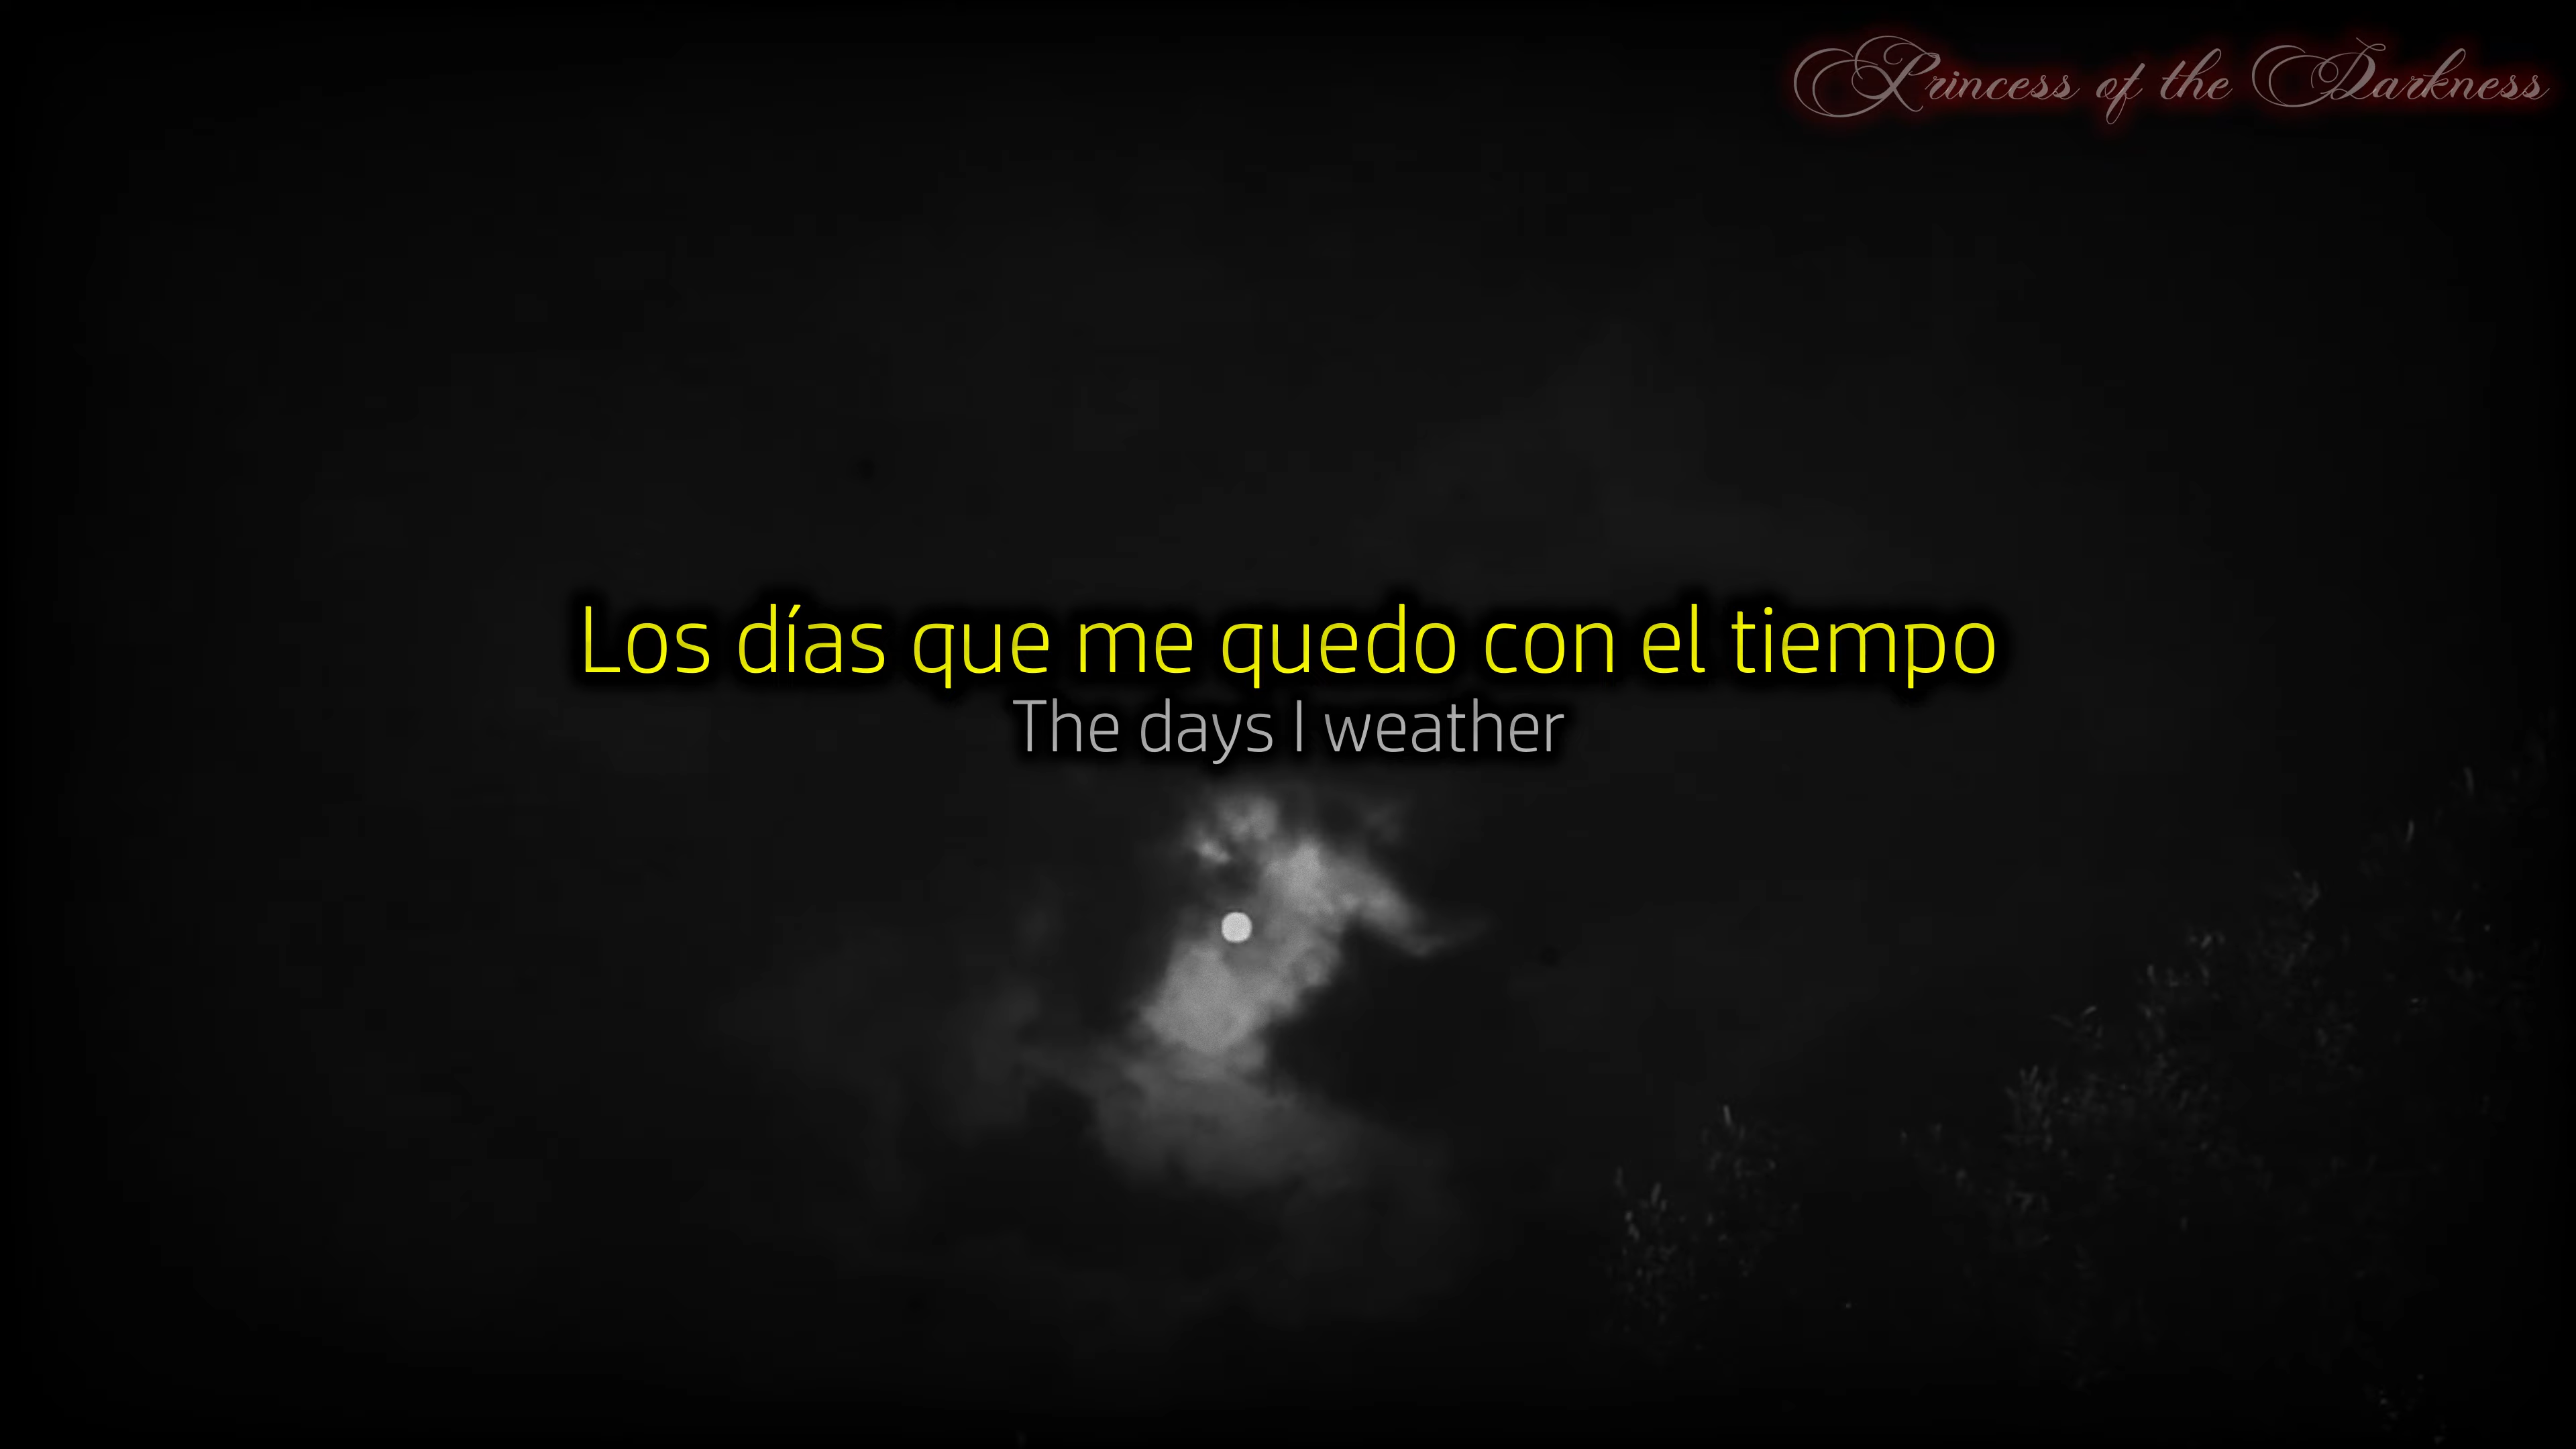 Princess of the Darkness
Los días que me quedo con el tiempo
The days I weather